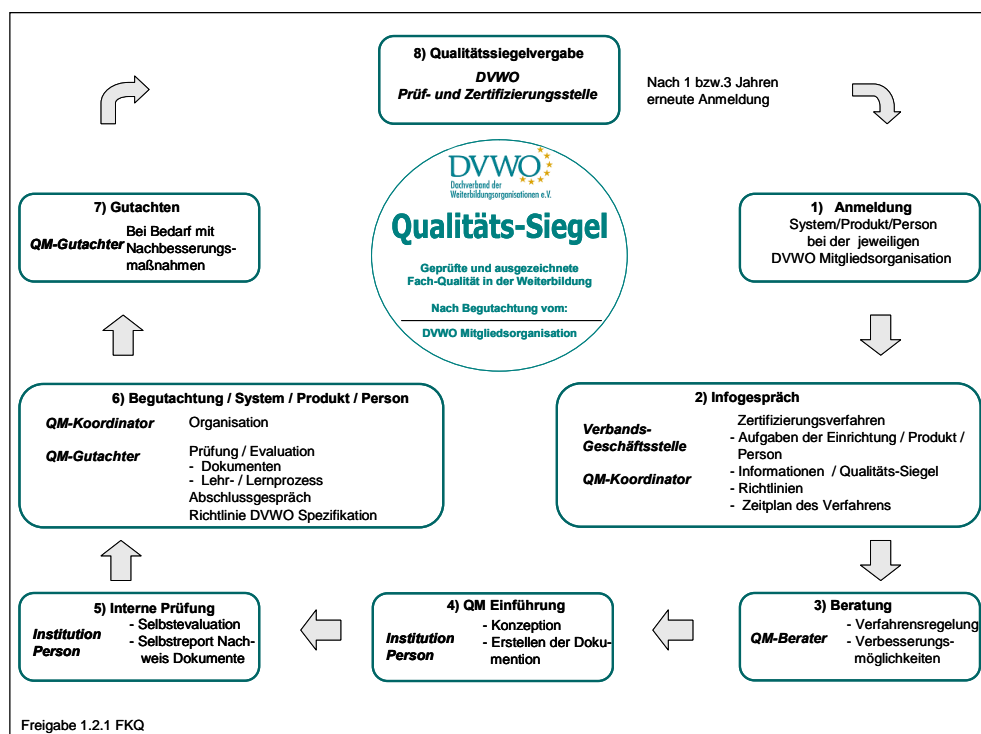 8) Qualitätssiegelvergabe
DVWO
Prüf- und Zertifizierungsstelle
Nach 1 bzw.3 Jahren
erneute Anmeldung
DVWO
Dachverband der
Weiterbildungsorganisationen e.V.
Qualitäts-Siegel
Geprüfte und ausgezeichnete
Fach-Qualität in der Weiterbildung
Nach Begutachtung vom:
DVWO Mitgliedsorganisation
1) Anmeldung
System/Produkt/Person
bei der jeweiligen
DVWO Mitgliedsorganisation
2) Infogespräch
Zertifizierungsverfahren
Verbands-
Geschäftsstelle
- Aufgaben der Einrichtung / Produkt /
Person
QM-Koordinator
- Informationen / Qualitäts-Siegel
- Richtlinien
- Zeitplan des Verfahrens
3) Beratung
QM-Berater
- Verfahrensregelung
- Verbesserungs-
möglichkeiten
4) QM Einführung
Institution
Person
- Konzeption
- Erstellen der Doku-
mention
5) Interne Prüfung
Institution
Person
- Selbstevaluation
- Selbstreport Nach-
weis Dokumente
6) Begutachtung / System / Produkt / Person
QM-Koordinator Organisation
QM-Gutachter Prüfung / Evaluation
- Dokumenten
- Lehr- / Lernprozess
Abschlussgespräch
Richtlinie DVWO Spezifikation
7) Gutachten
QM-Gutachter
Bei Bedarf mit
Nachbesserungs-
maßnahmen
Freigabe 1.2.1 FKQ